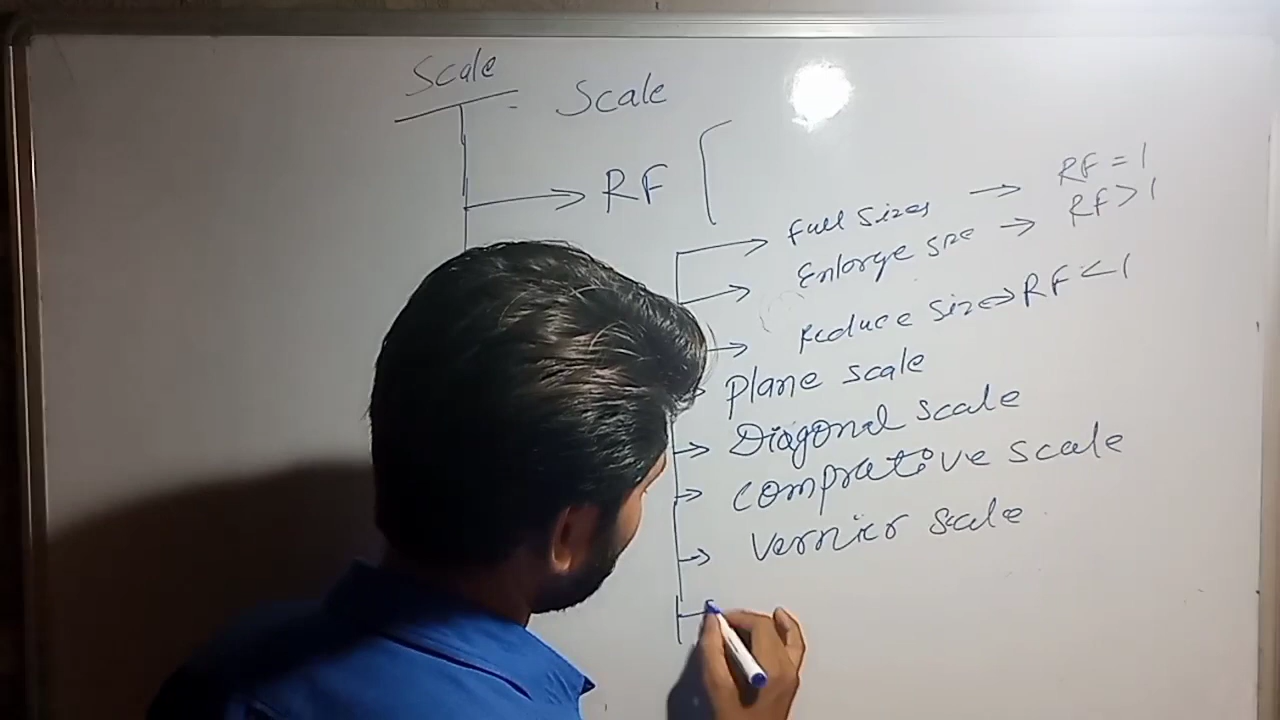 Scale
Scale
RF
Full Sizes → RF = 1
Enlarge size → RF > 1
Reduce Size → RF < 1
Plane scale
Diagonal scale
Comprative scale
Vernier scale